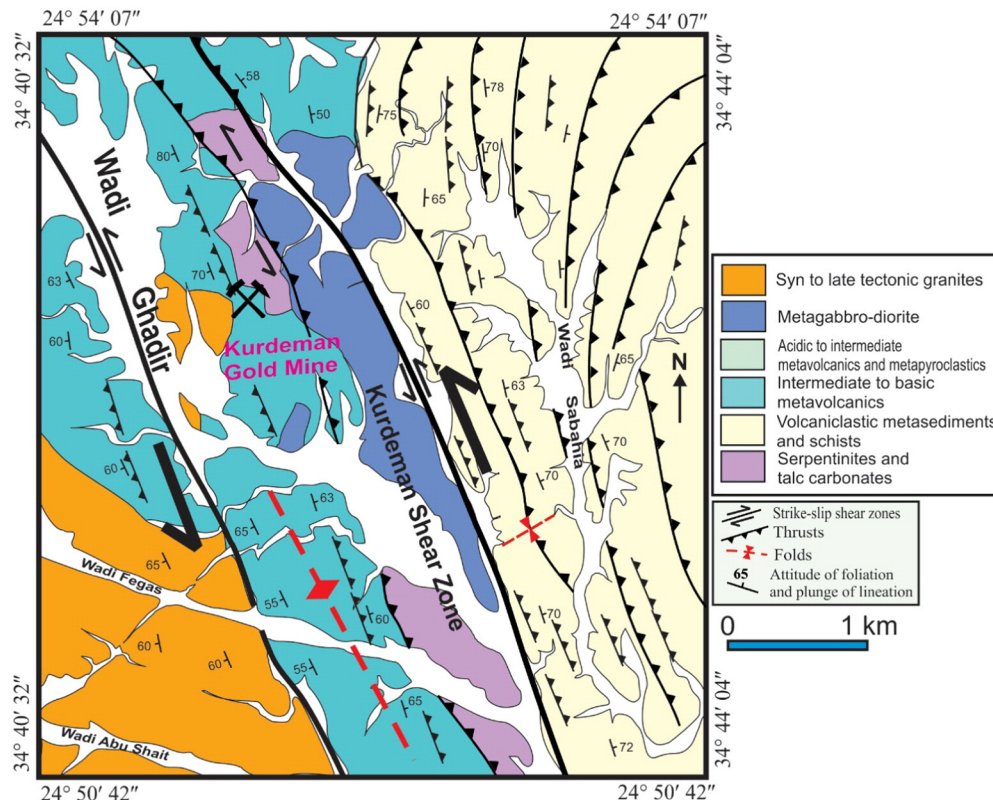 24° 54' 07"
24° 54' 07"
34° 40' 32"
34° 44' 04"
58
50
75
78
80
70
65
Wadi
Ghadir
63
70
60
60
Kurdeman
Gold Mine
Wadi
Sabahia
65
N
63
Kurdeman Shear Zone
70
60
70
63
65
65
Wadi Fegas
55
60
70
60
60
55
65
72
Wadi Abu Shait
34° 40' 32"
34° 44' 04"
24° 50' 42"
24° 50' 42"
Syn to late tectonic granites
Metagabbro-diorite
Acidic to intermediate
metavolcanics and metapyroclastics
Intermediate to basic
metavolcanics
Volcaniclastic metasediments
and schists
Serpentinites and
talc carbonates
Strike-slip shear zones
Thrusts
Folds
65 Attitude of foliation
and plunge of lineation
0 1 km